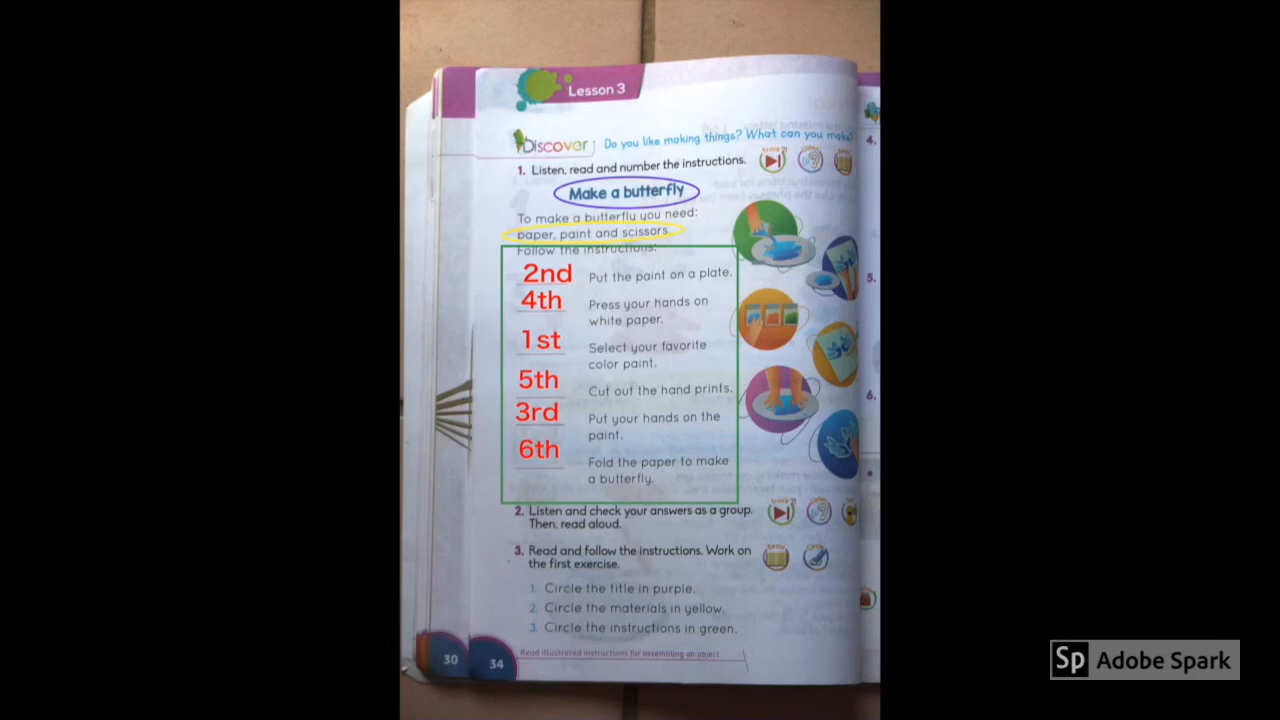 Lesson 3
Discover
Do you like making things? What can you make?
1. Listen, read and number the instructions.
Make a butterfly
To make a butterfly you need:
paper, paint and scissors.
Follow the instructions:
2nd Put the paint on a plate.
4th Press your hands on
white paper.
1st Select your favorite
color paint.
5th Cut out the hand prints.
3rd Put your hands on the
paint.
6th Fold the paper to make
a butterfly.
2. Listen and check your answers as a group.
Then, read aloud.
3. Read and follow the instructions. Work on
the first exercise.
1. Circle the title in purple.
2. Circle the materials in yellow.
3. Circle the instructions in green.
Read illustrated instructions for assembling an object.
30
34
4.
5.
6.
Sp Adobe Spark